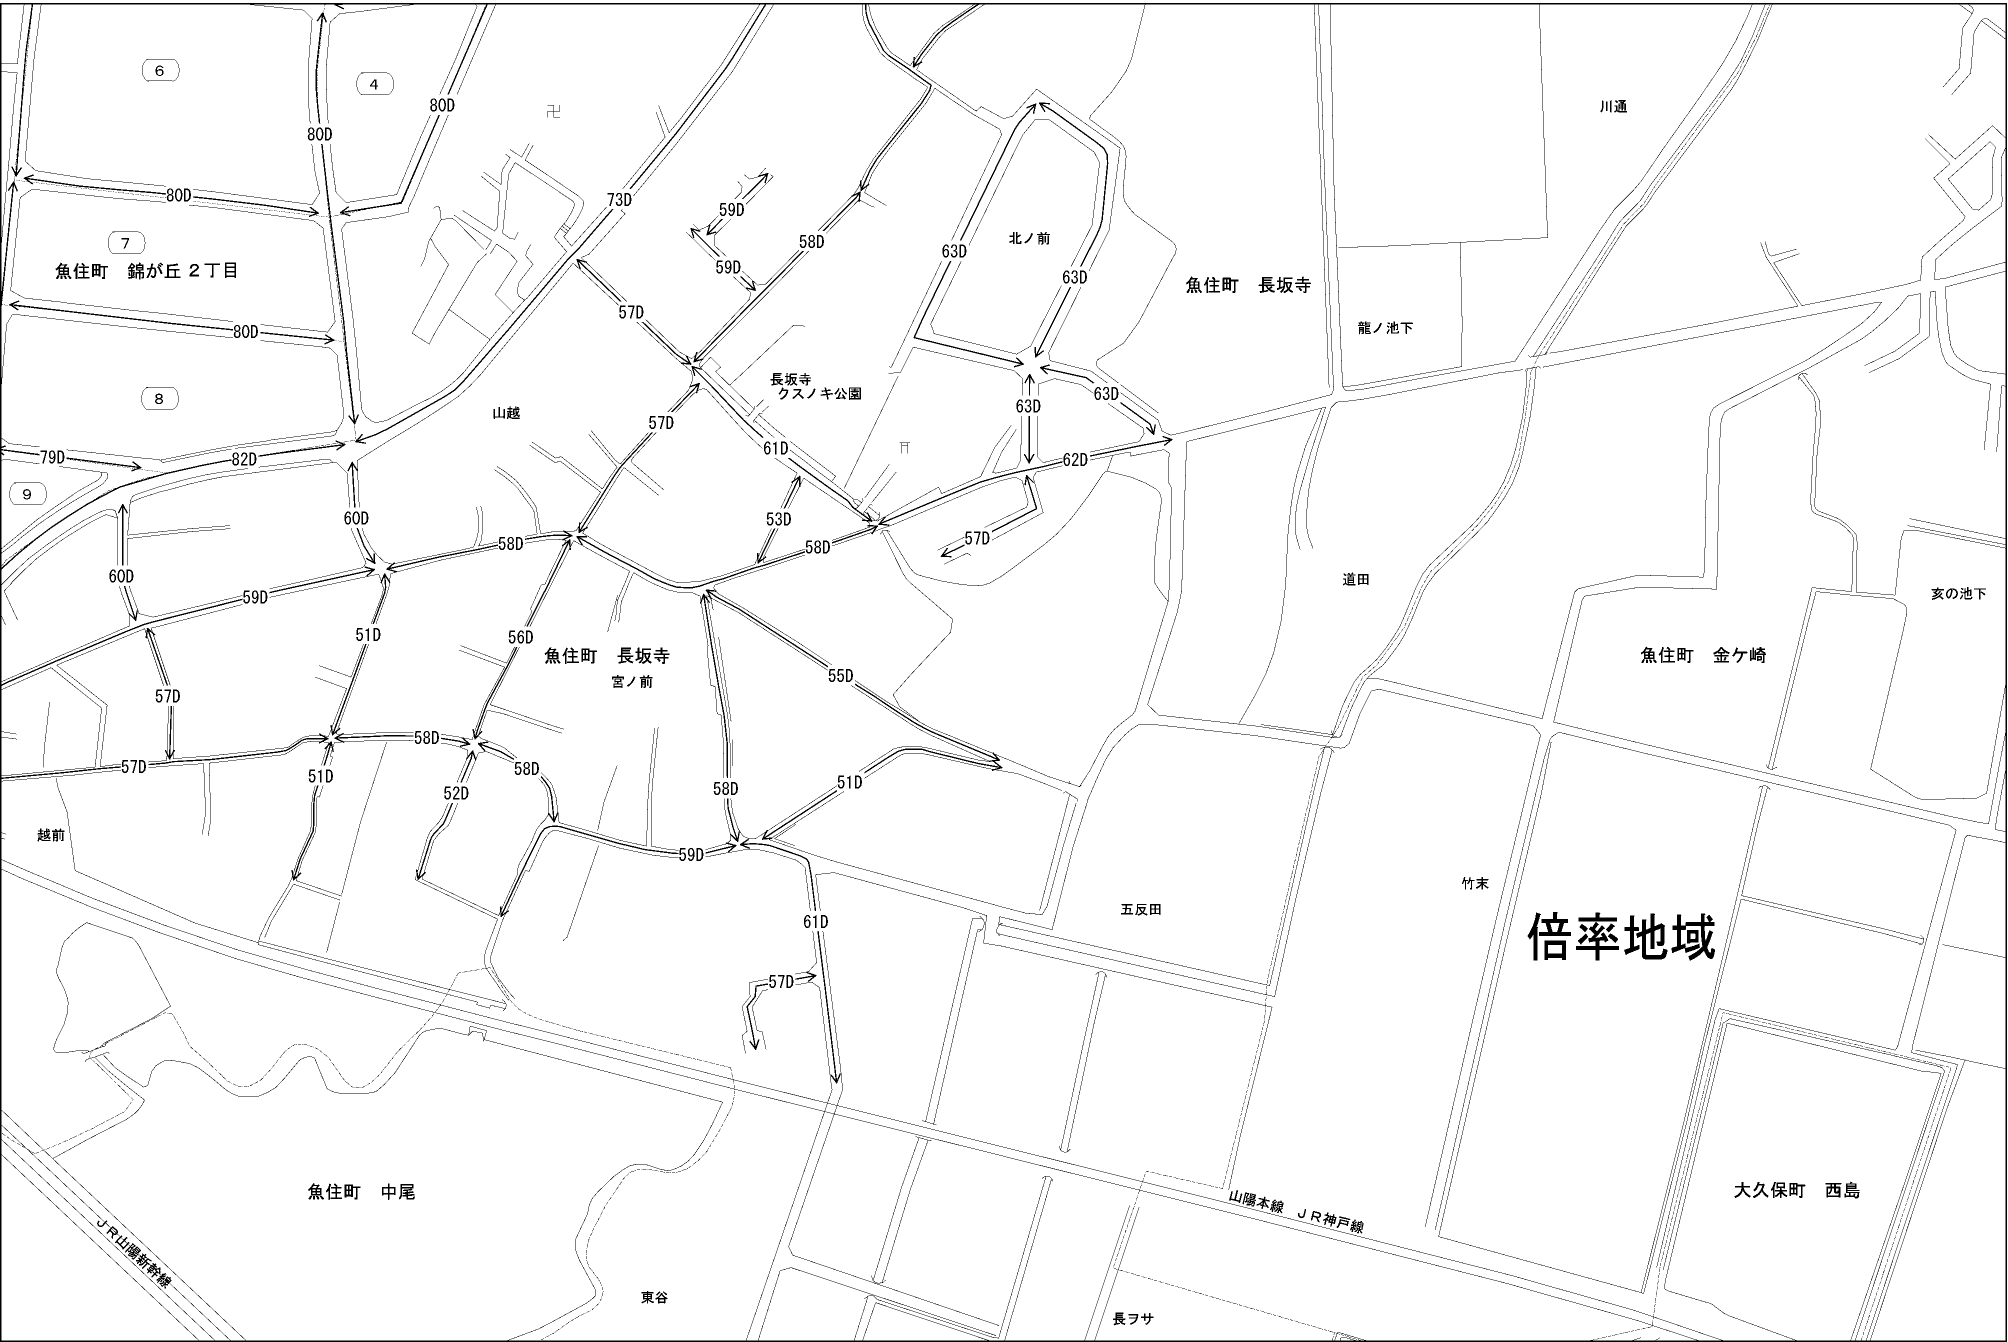 6
4
80D
川通
80D
80D
73D
59D
58D
北ノ前
7
魚住町 錦が丘２丁目
63D
59D
63D
魚住町 長坂寺
57D
80D
龍ノ池下
長坂寺
クスノキ公園
63D
8
63D
山越
57D
61D
79D
82D
62D
9
60D
53D
58D
58D
57D
60D
道田
59D
亥の池下
51D
56D
魚住町 長坂寺
宮ノ前
魚住町 金ケ崎
55D
57D
58D
57D
58D
51D
51D
52D
58D
越前
59D
竹末
五反田
61D
倍率地域
57D
魚住町 中尾
大久保町 西島
山陽本線 ＪＲ神戸線
ＪＲ山陽新幹線
東谷
長ヲサ